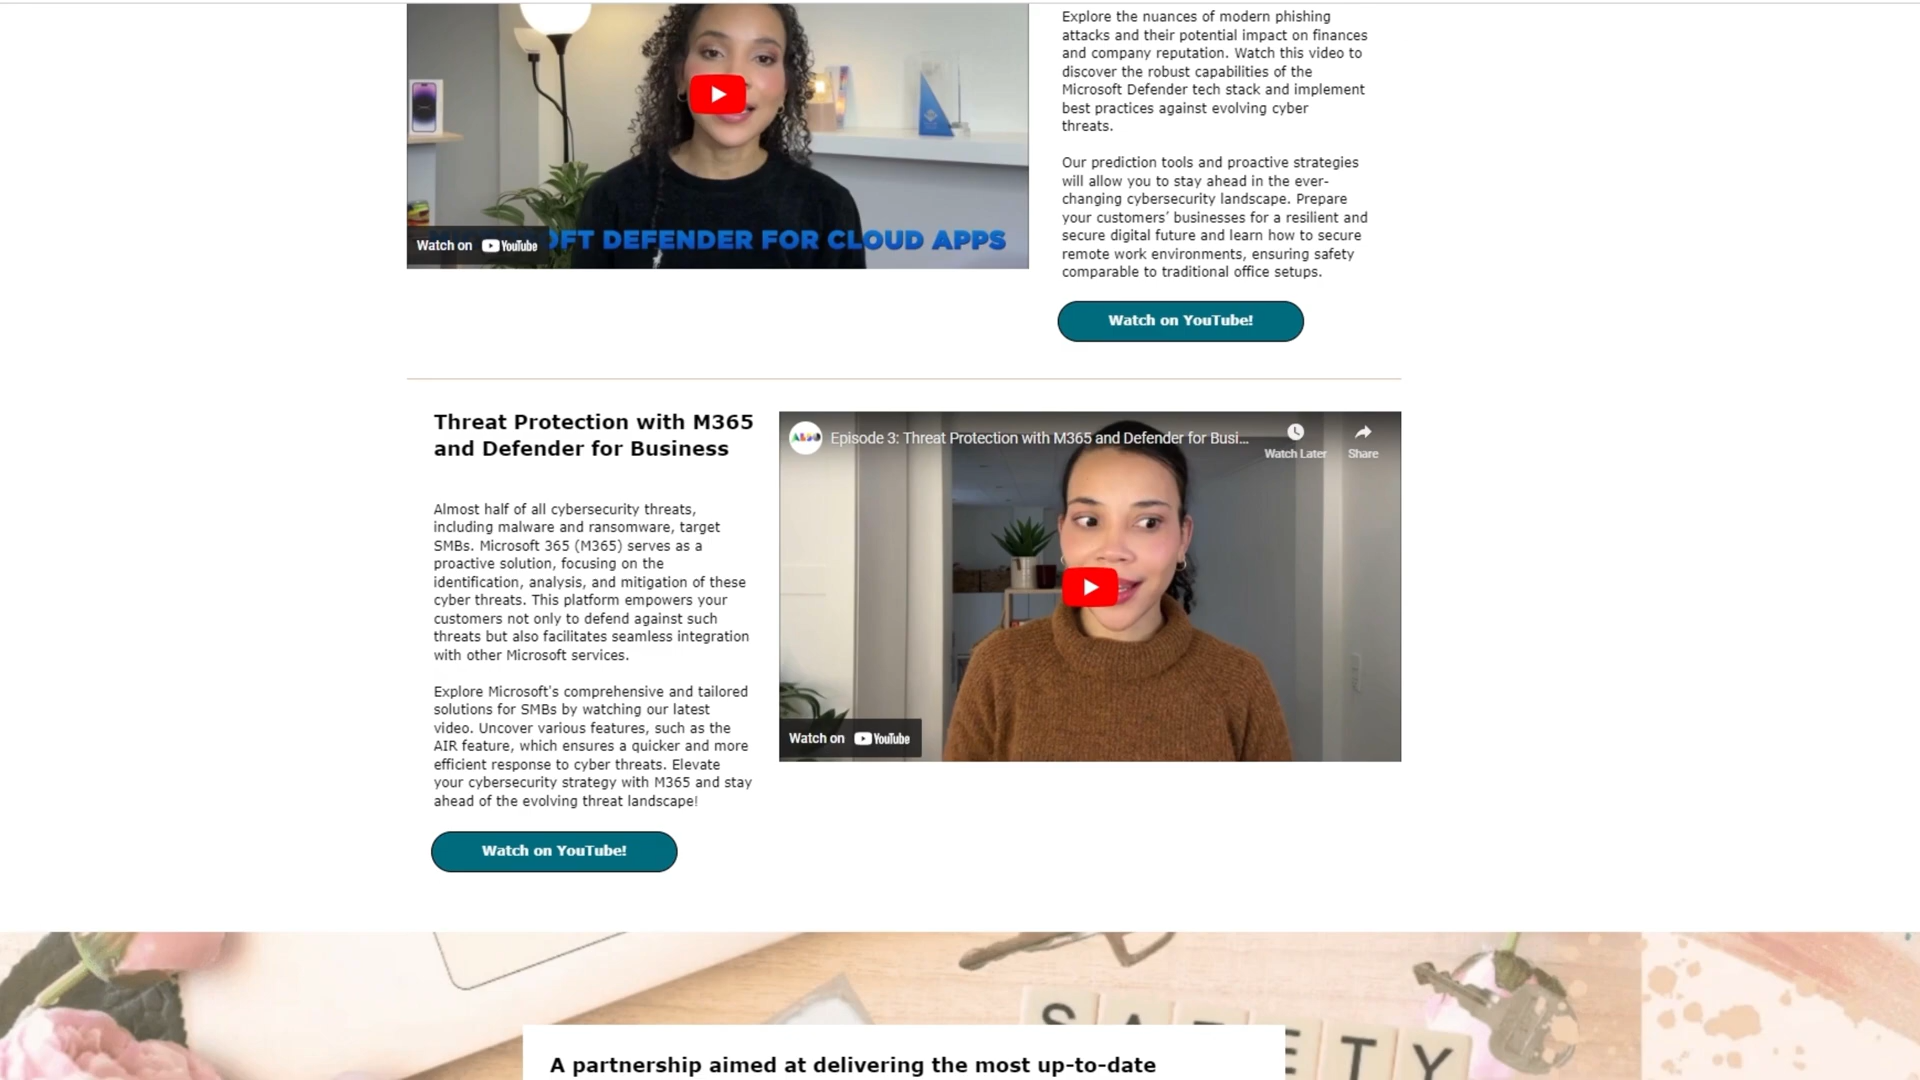 Explore the nuances of modern phishing
attacks and their potential impact on finances
and company reputation. Watch this video to
discover the robust capabilities of the
Microsoft Defender tech stack and implement
best practices against evolving cyber
threats.
Our prediction tools and proactive strategies
will allow you to stay ahead in the ever-
changing cybersecurity landscape. Prepare
your customers’ businesses for a resilient and
secure digital future and learn how to secure
remote work environments, ensuring safety
comparable to traditional office setups.
Watch on YouTube
DEFENDER FOR CLOUD APPS
Watch on YouTube!
Threat Protection with M365
and Defender for Business
Almost half of all cybersecurity threats,
including malware and ransomware, target
SMBs. Microsoft 365 (M365) serves as a
proactive solution, focusing on the
identification, analysis, and mitigation of these
cyber threats. This platform empowers your
customers not only to defend against such
threats but also facilitates seamless integration
with other Microsoft services.
Explore Microsoft's comprehensive and tailored
solutions for SMBs by watching our latest
video. Uncover various features, such as the
AIR feature, which ensures a quicker and more
efficient response to cyber threats. Elevate
your cybersecurity strategy with M365 and stay
ahead of the evolving threat landscape!
Watch on YouTube!
Episode 3: Threat Protection with M365 and Defender for Busi...
Watch Later
Share
Watch on YouTube
A partnership aimed at delivering the most up-to-date